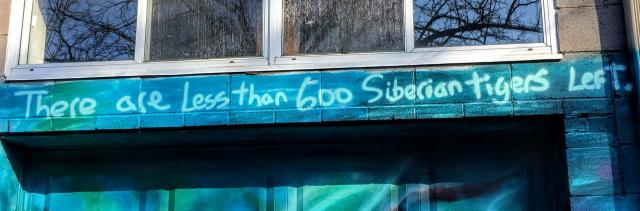 There are Less than 600 Siberian tigers Left.